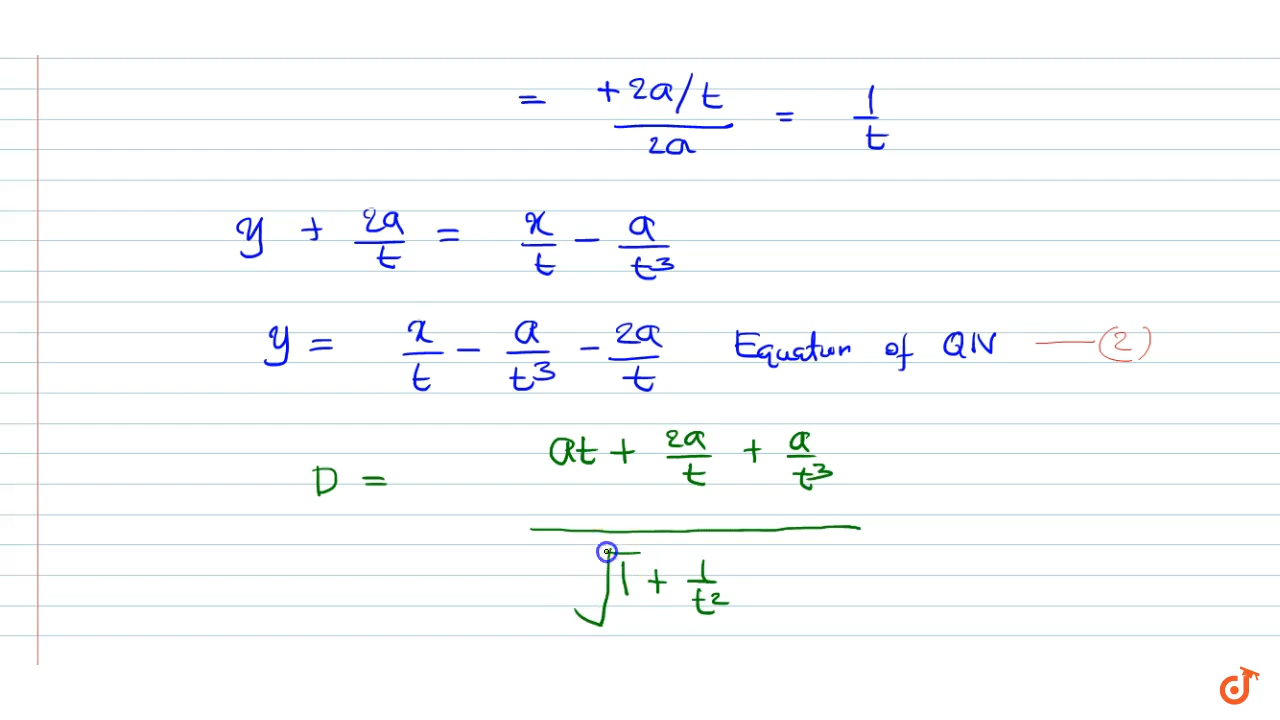 = +2a/t / 2a = 1/t
y + 2a/t = x/t - a/t³
y = x/t - a/t³ - 2a/t Equation of QN —(2)
D = at + 2a/t + a/t³ / √1 + 1/t²